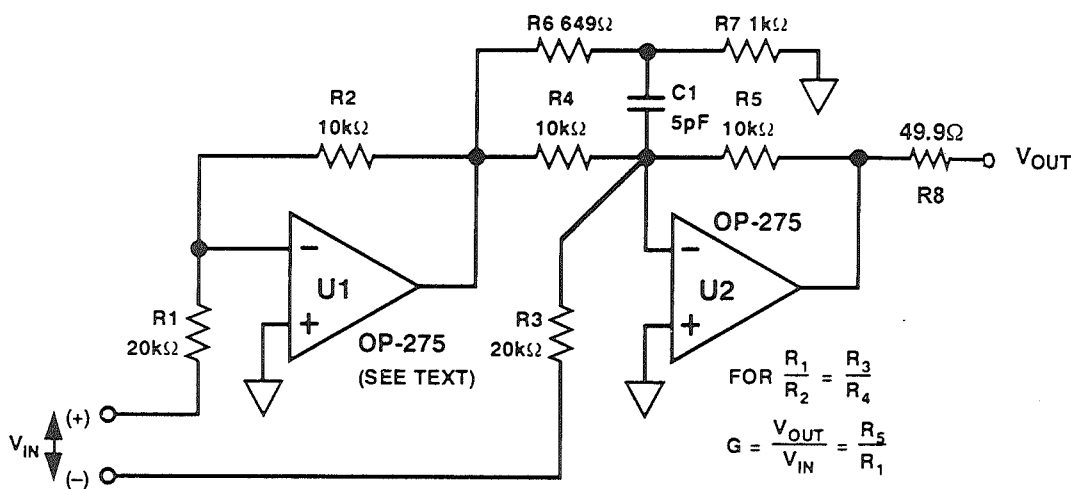 R6 649Ω
R7 1kΩ
R2
10kΩ
R4
10kΩ
C1
5pF
R5
10kΩ
49.9Ω
R8
VOUT
−
U1
+
OP-275
(SEE TEXT)
OP-275
−
U2
+
R1
20kΩ
R3
20kΩ
(+)
VIN
(−)
FOR R1/R2 = R3/R4
G = VOUT/VIN = R5/R1